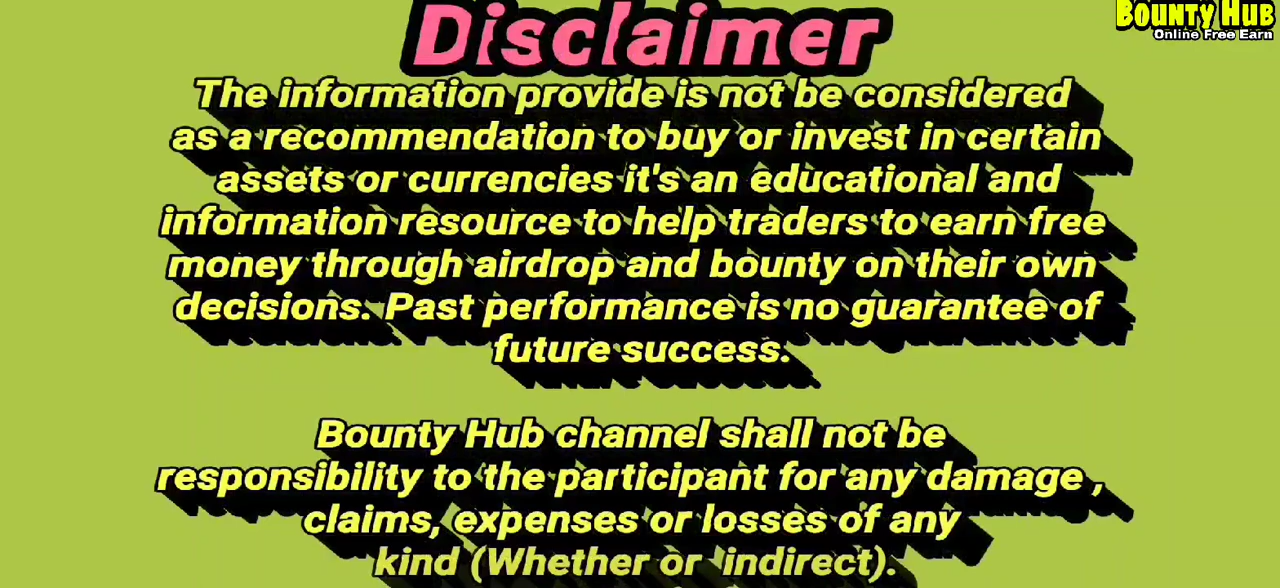 Disclaimer
Bounty Hub
Online Free Earn
The information provide is not be considered
as a recommendation to buy or invest in certain
assets or currencies it's an educational and
information resource to help traders to earn free
money through airdrop and bounty on their own
decisions. Past performance is no guarantee of
future success.
Bounty Hub channel shall not be
responsibility to the participant for any damage ,
claims, expenses or losses of any
kind (Whether or indirect).